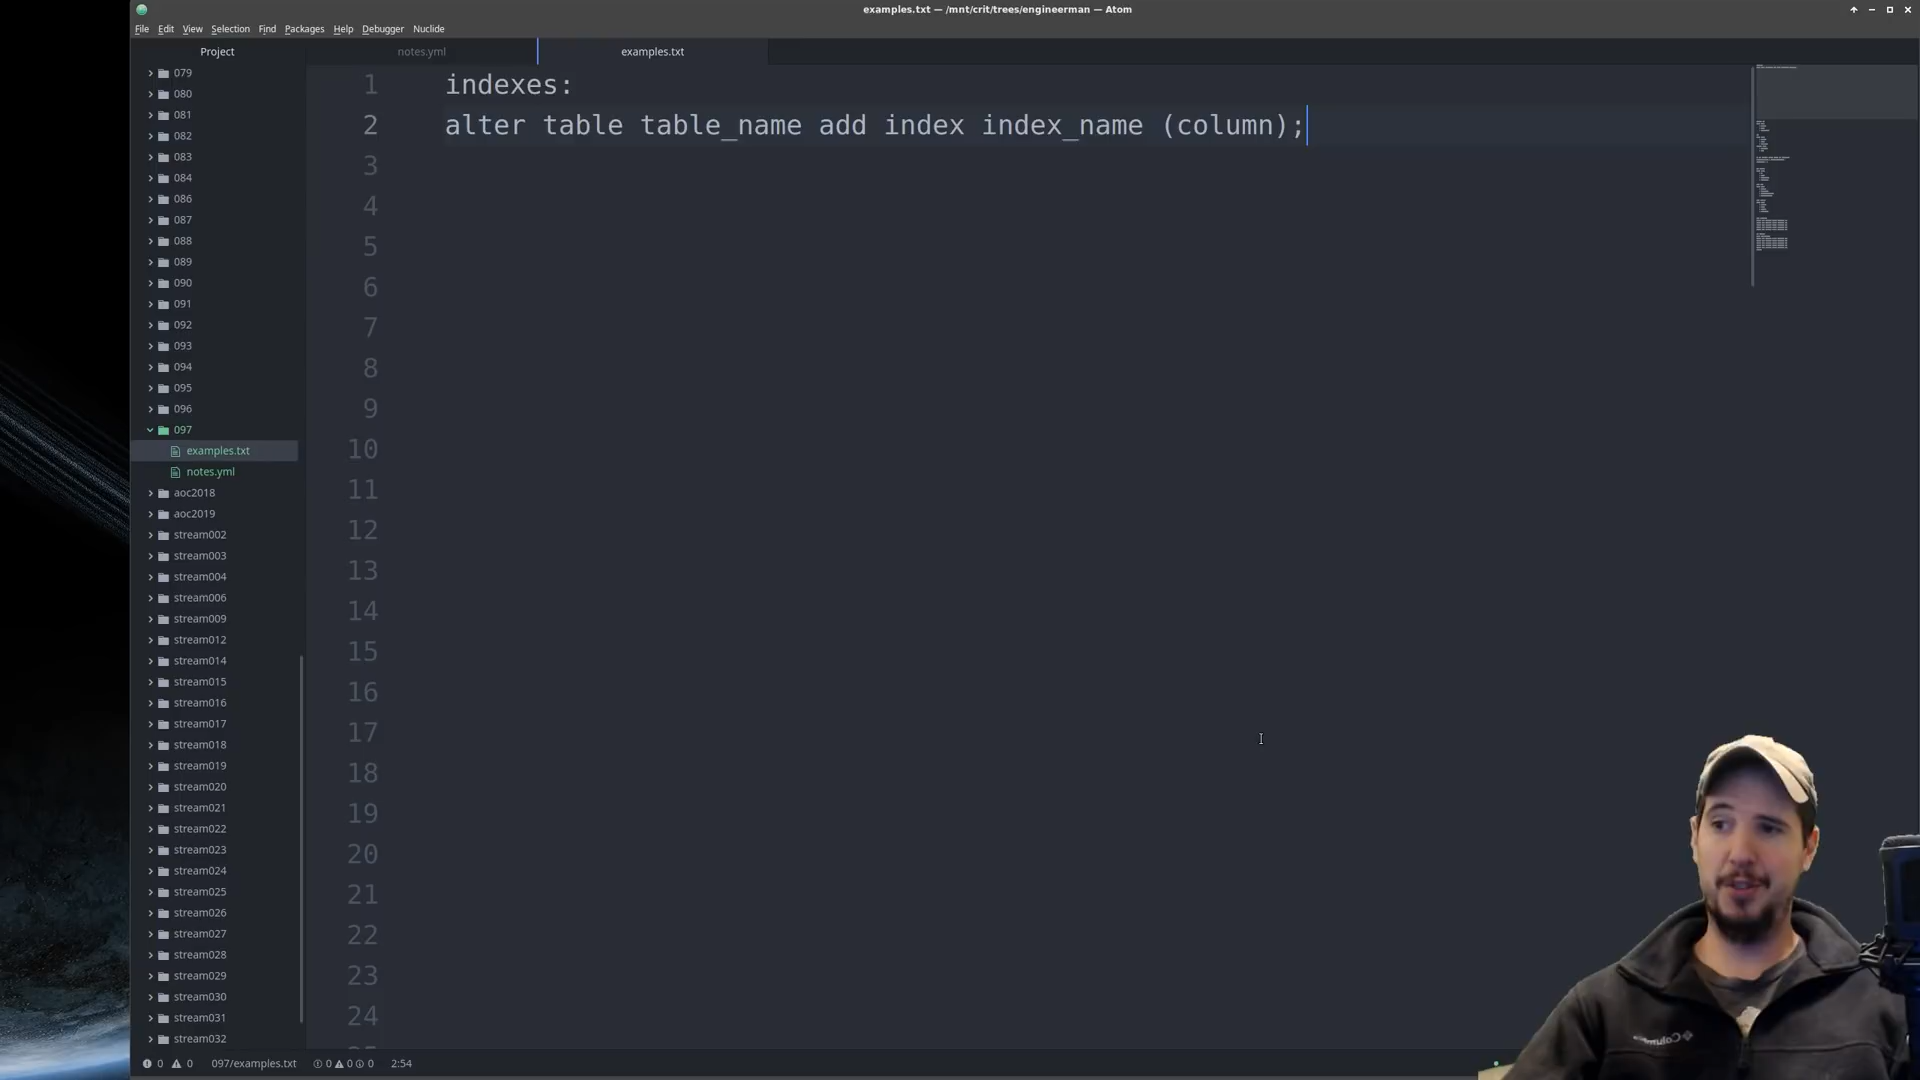 examples.txt — /mnt/crit/trees/engineerman — Atom
File Edit View Selection Find Packages Help Debugger Nuclide
Project
notes.yml
examples.txt
079
080
081
082
083
084
086
087
088
089
090
091
092
093
094
095
096
097
examples.txt
notes.yml
aoc2018
aoc2019
stream002
stream003
stream004
stream006
stream009
stream012
stream014
stream015
stream016
stream017
stream018
stream019
stream020
stream021
stream022
stream023
stream024
stream025
stream026
stream027
stream028
stream029
stream030
stream031
stream032
1 indexes:
2 alter table table_name add index index_name (column);
3
4
5
6
7
8
9
10
11
12
13
14
15
16
17
18
19
20
21
22
23
24
0 0 097/examples.txt 0 0 0 2:54
Columbia